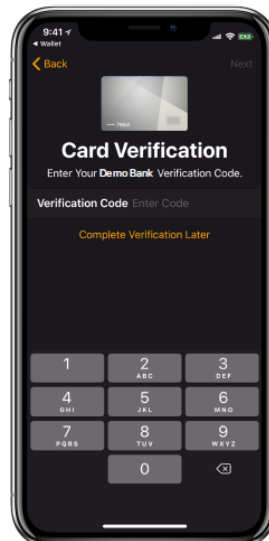 9:41
Wallet
Back
Next
Card Verification
Enter Your Demo Bank Verification Code.
Verification Code Enter Code
Complete Verification Later
1
2
ABC
3
DEF
4
GHI
5
JKL
6
MNO
7
PQRS
8
TUV
9
WXYZ
0